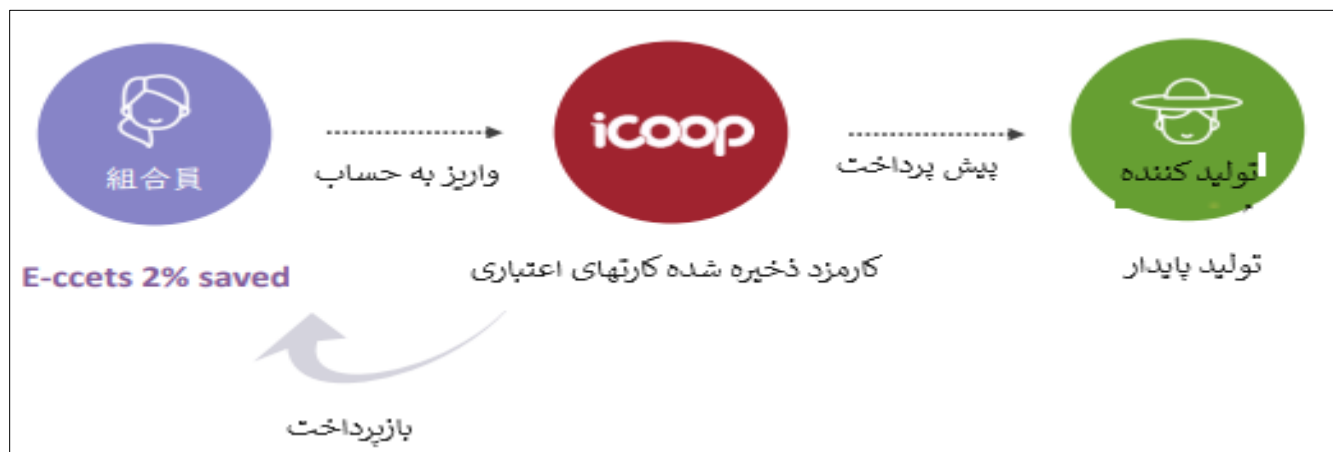 組合員
واریز به حساب
icoop
پیش پرداخت
تولید کننده
E-ccets 2% saved
کارمزد ذخیره شده کارتهای اعتباری
تولید پایدار
بازپرداخت